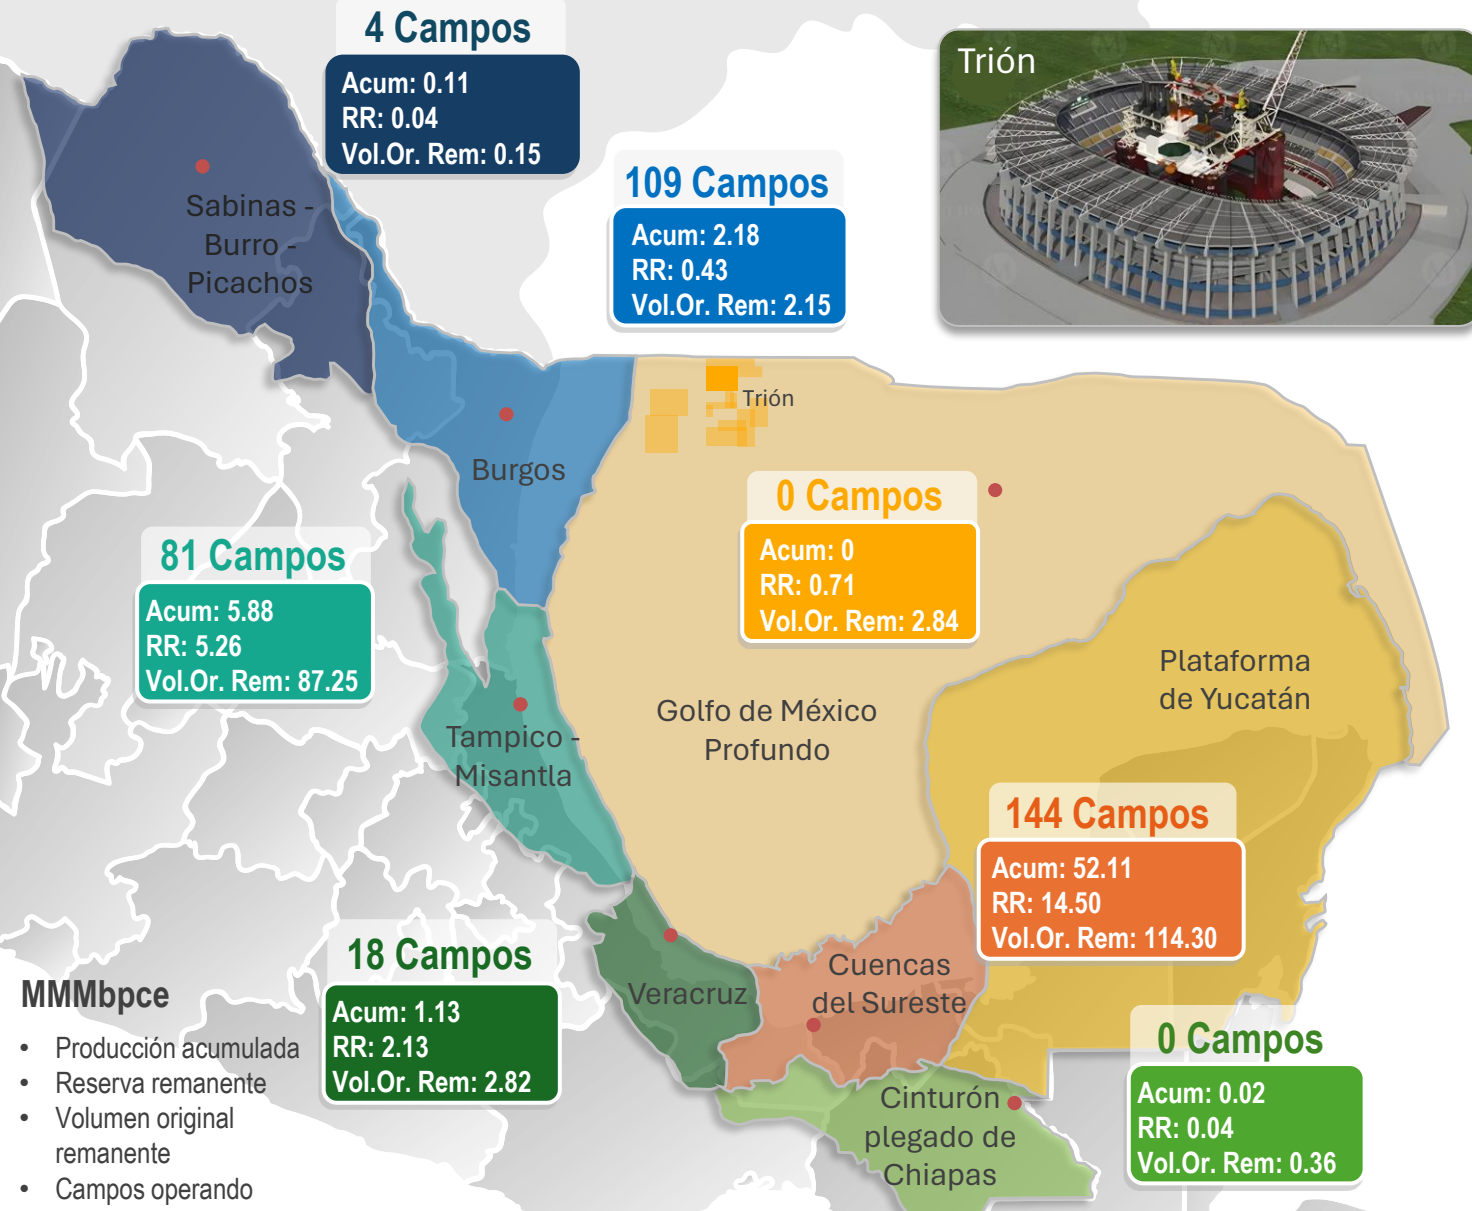 4 Campos
Acum: 0.11
RR: 0.04
Vol.Or. Rem: 0.15
Trión
109 Campos
Acum: 2.18
RR: 0.43
Vol.Or. Rem: 2.15
Sabinas -
Burro -
Picachos
Trión
Burgos
0 Campos
Acum: 0
RR: 0.71
Vol.Or. Rem: 2.84
81 Campos
Acum: 5.88
RR: 5.26
Vol.Or. Rem: 87.25
Plataforma
de Yucatán
Golfo de México
Profundo
Tampico -
Misantla
144 Campos
Acum: 52.11
RR: 14.50
Vol.Or. Rem: 114.30
18 Campos
Acum: 1.13
RR: 2.13
Vol.Or. Rem: 2.82
Veracruz
Cuencas
del Sureste
0 Campos
Acum: 0.02
RR: 0.04
Vol.Or. Rem: 0.36
Cinturón
plegado de
Chiapas
MMMbpce
• Producción acumulada
• Reserva remanente
• Volumen original
remanente
• Campos operando